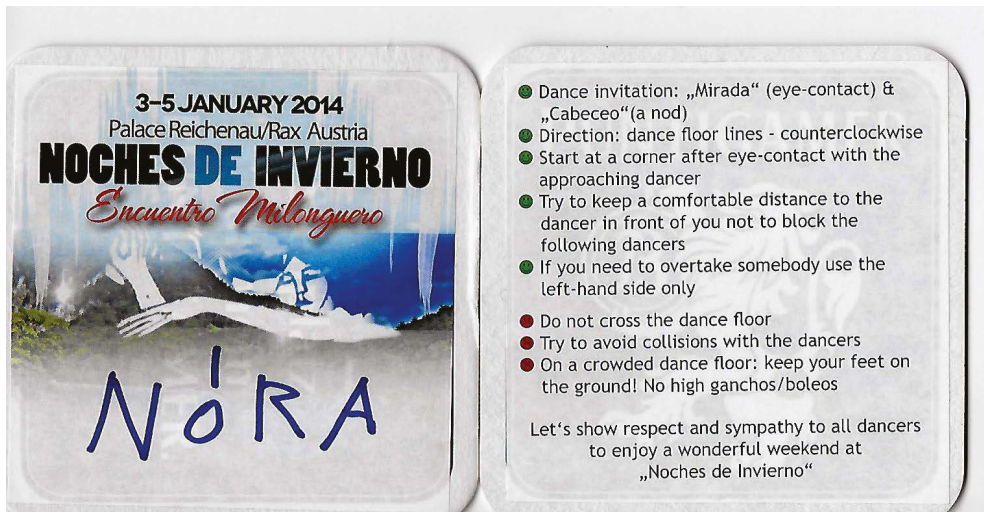 3-5 JANUARY 2014
Palace Reichenau/Rax Austria
NOCHES DE INVIERNO
Encuentro Milonguero
NÓRA
Dance invitation: „Mirada“ (eye-contact) &
„Cabeceo“(a nod)
Direction: dance floor lines - counterclockwise
Start at a corner after eye-contact with the
approaching dancer
Try to keep a comfortable distance to the
dancer in front of you not to block the
following dancers
If you need to overtake somebody use the
left-hand side only
Do not cross the dance floor
Try to avoid collisions with the dancers
On a crowded dance floor: keep your feet on
the ground! No high ganchos/boleos
Let‘s show respect and sympathy to all dancers
to enjoy a wonderful weekend at
„Noches de Invierno“